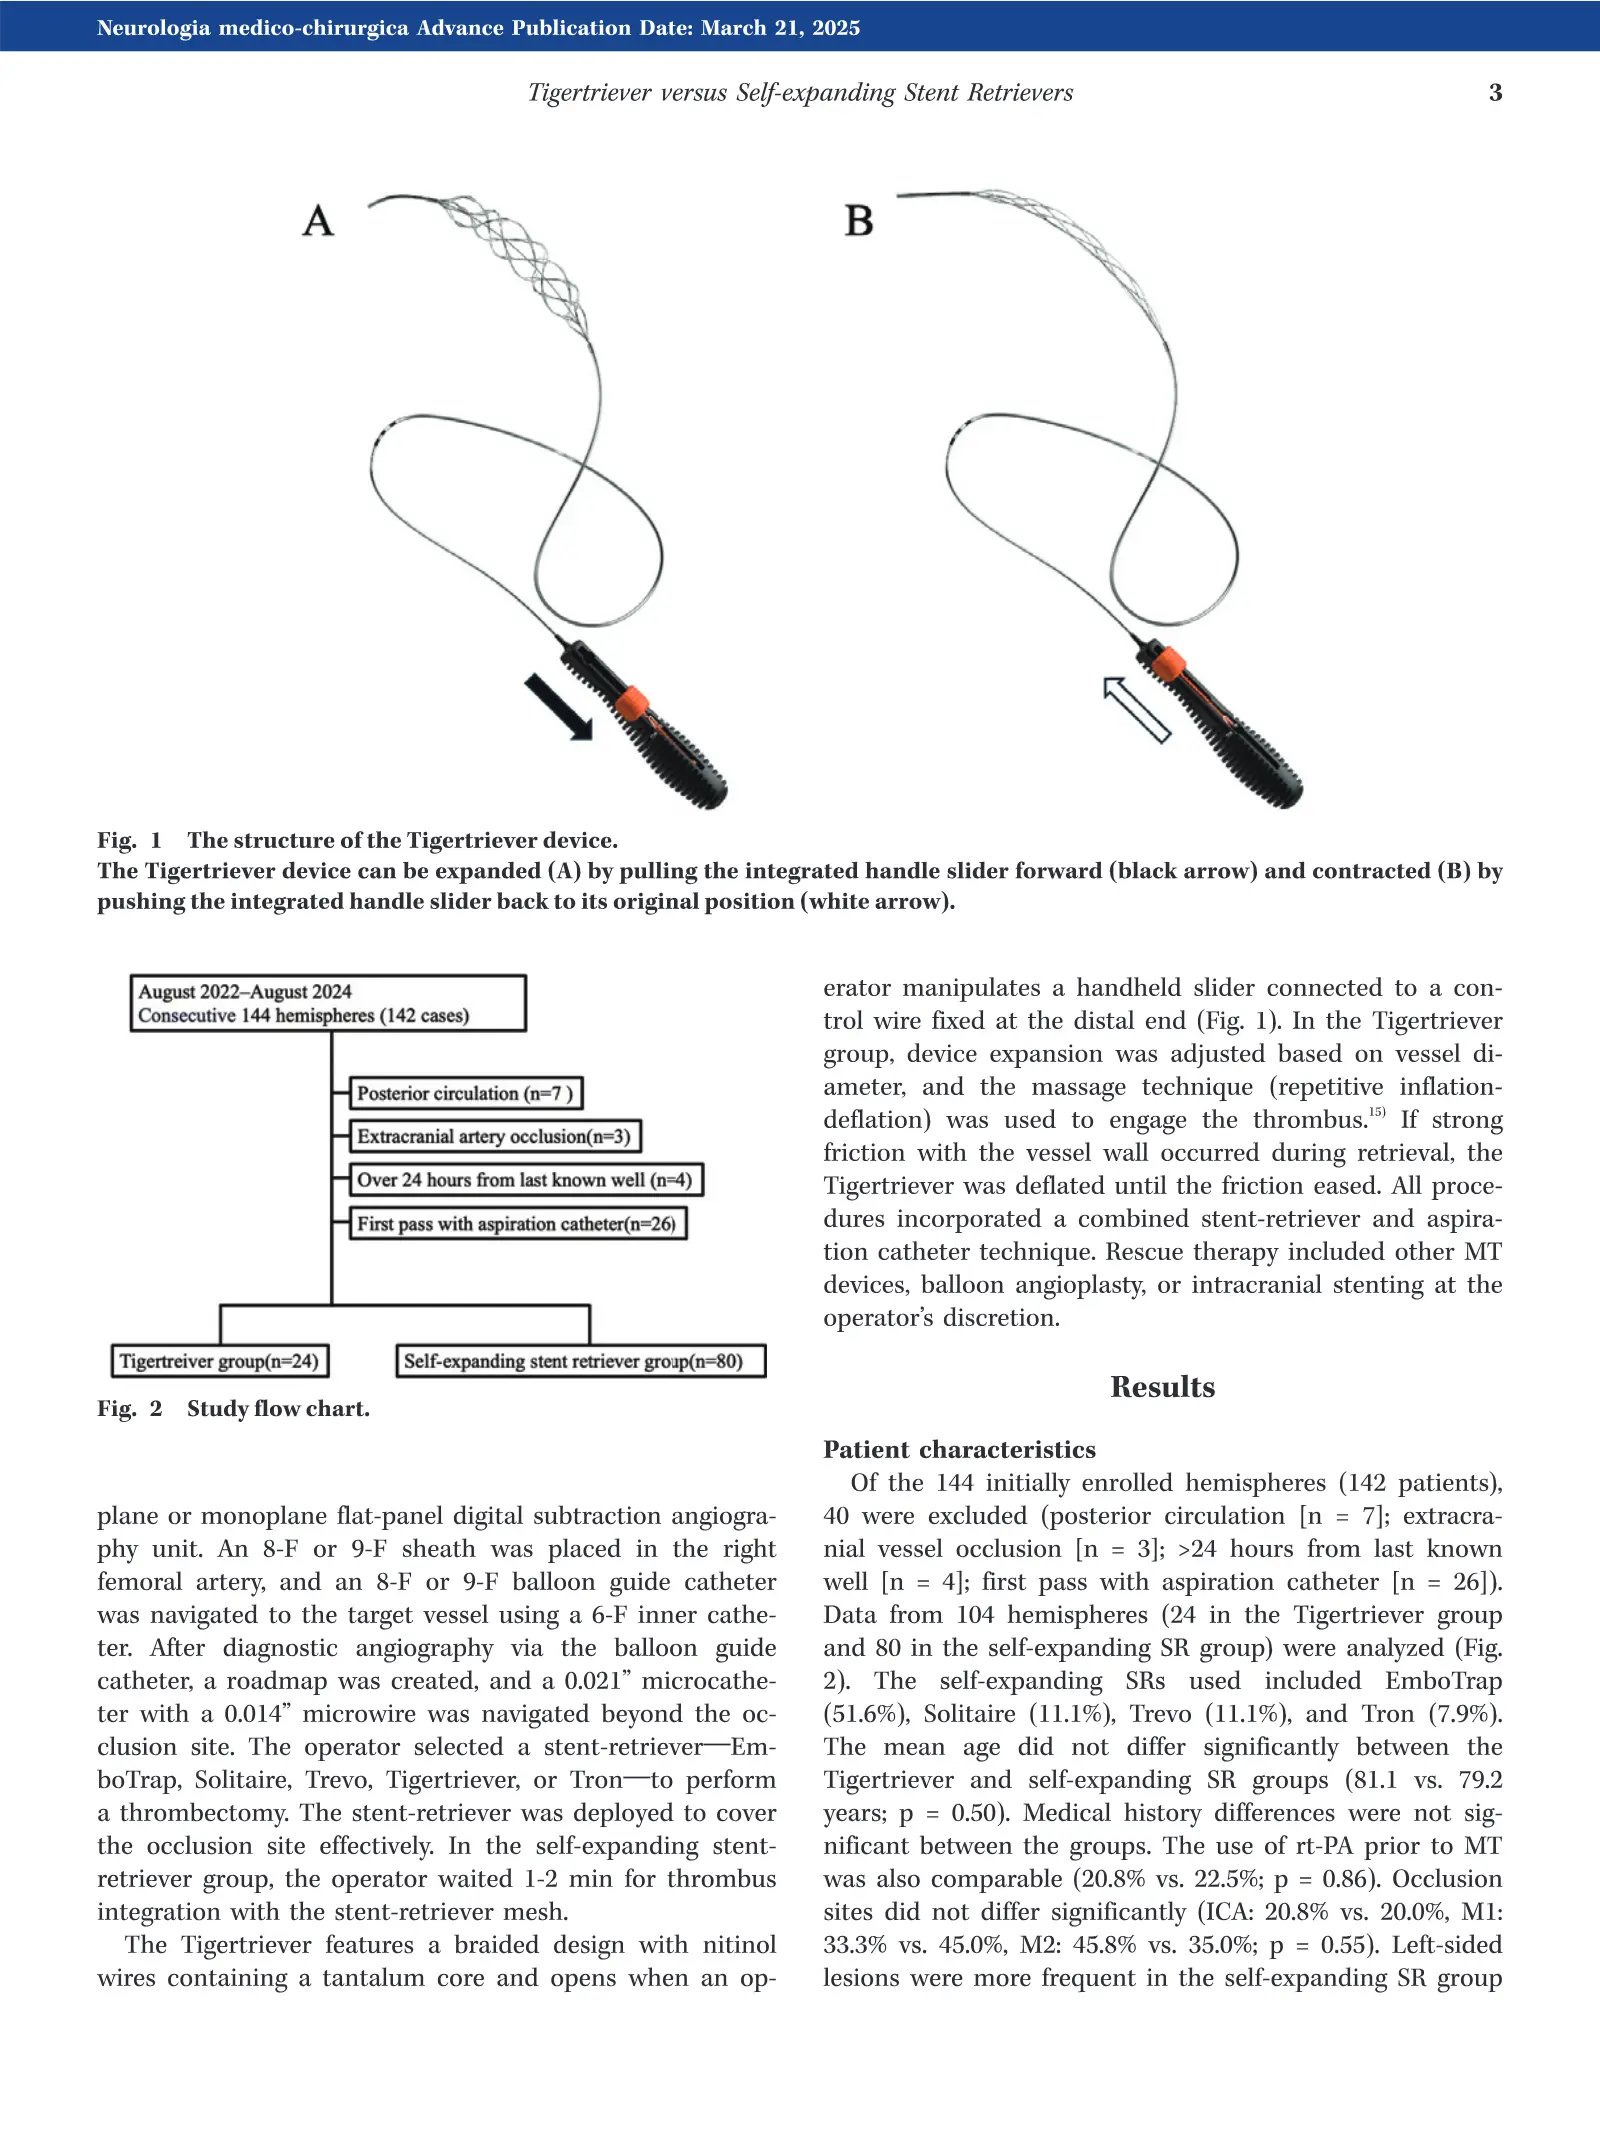 Neurologia medico-chirurgica Advance Publication Date: March 21, 2025
Tigertriever versus Self-expanding Stent Retrievers
3
A
B
Fig. 1 The structure of the Tigertriever device.
The Tigertriever device can be expanded (A) by pulling the integrated handle slider forward (black arrow) and contracted (B) by
pushing the integrated handle slider back to its original position (white arrow).
August 2022–August 2024
Consecutive 144 hemispheres (142 cases)
Posterior circulation (n=7 )
Extracranial artery occlusion(n=3)
Over 24 hours from last known well (n=4)
First pass with aspiration catheter(n=26)
Tigertreiver group(n=24)
Self-expanding stent retriever group(n=80)
Fig. 2 Study flow chart.
plane or monoplane flat-panel digital subtraction angiogra-
phy unit. An 8-F or 9-F sheath was placed in the right
femoral artery, and an 8-F or 9-F balloon guide catheter
was navigated to the target vessel using a 6-F inner cathe-
ter. After diagnostic angiography via the balloon guide
catheter, a roadmap was created, and a 0.021” microcathe-
ter with a 0.014” microwire was navigated beyond the oc-
clusion site. The operator selected a stent-retriever—Em-
boTrap, Solitaire, Trevo, Tigertriever, or Tron—to perform
a thrombectomy. The stent-retriever was deployed to cover
the occlusion site effectively. In the self-expanding stent-
retriever group, the operator waited 1-2 min for thrombus
integration with the stent-retriever mesh.
The Tigertriever features a braided design with nitinol
wires containing a tantalum core and opens when an op-
erator manipulates a handheld slider connected to a con-
trol wire fixed at the distal end (Fig. 1). In the Tigertriever
group, device expansion was adjusted based on vessel di-
ameter, and the massage technique (repetitive inflation-
deflation) was used to engage the thrombus.15) If strong
friction with the vessel wall occurred during retrieval, the
Tigertriever was deflated until the friction eased. All proce-
dures incorporated a combined stent-retriever and aspira-
tion catheter technique. Rescue therapy included other MT
devices, balloon angioplasty, or intracranial stenting at the
operator’s discretion.
Results
Patient characteristics
Of the 144 initially enrolled hemispheres (142 patients),
40 were excluded (posterior circulation [n = 7]; extracra-
nial vessel occlusion [n = 3]; >24 hours from last known
well [n = 4]; first pass with aspiration catheter [n = 26]).
Data from 104 hemispheres (24 in the Tigertriever group
and 80 in the self-expanding SR group) were analyzed (Fig.
2). The self-expanding SRs used included EmboTrap
(51.6%), Solitaire (11.1%), Trevo (11.1%), and Tron (7.9%).
The mean age did not differ significantly between the
Tigertriever and self-expanding SR groups (81.1 vs. 79.2
years; p = 0.50). Medical history differences were not sig-
nificant between the groups. The use of rt-PA prior to MT
was also comparable (20.8% vs. 22.5%; p = 0.86). Occlusion
sites did not differ significantly (ICA: 20.8% vs. 20.0%, M1:
33.3% vs. 45.0%, M2: 45.8% vs. 35.0%; p = 0.55). Left-sided
lesions were more frequent in the self-expanding SR group